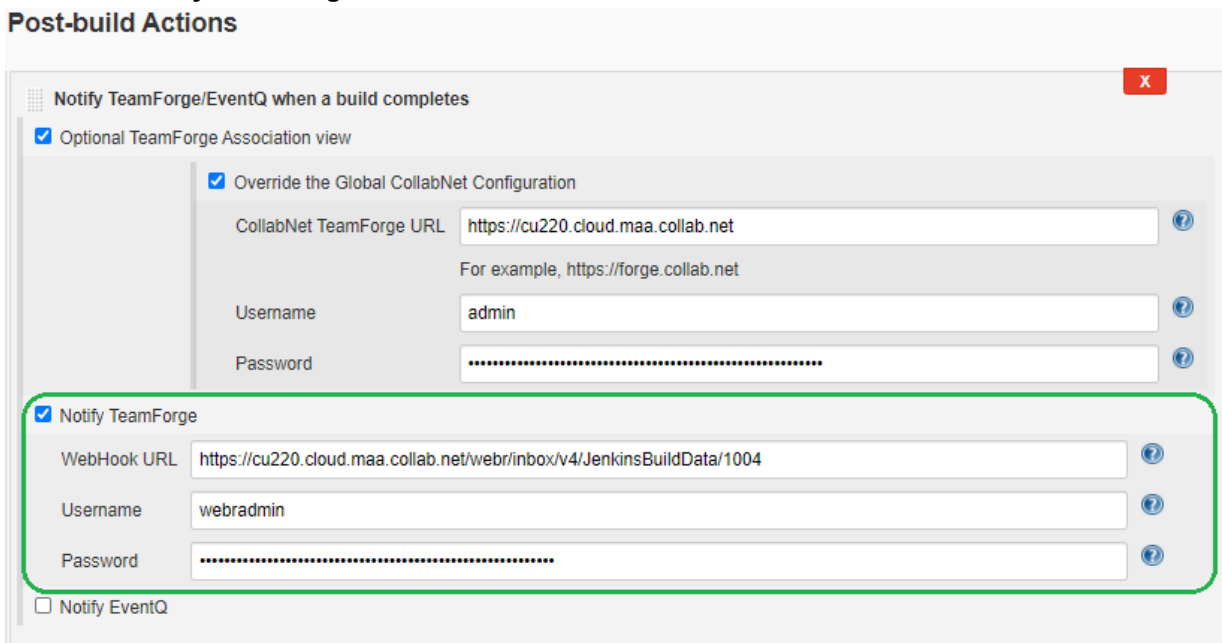 Post-build Actions
X
Notify TeamForge/EventQ when a build completes
Optional TeamForge Association view
Override the Global CollabNet Configuration
CollabNet TeamForge URL https://cu220.cloud.maa.collab.net
For example, https://forge.collab.net
Username admin
Password ••••••••••••••••••••••••••••••••••••••••••••••••••••••••••
Notify TeamForge
WebHook URL https://cu220.cloud.maa.collab.net/webr/inbox/v4/JenkinsBuildData/1004
Username webradmin
Password ••••••••••••••••••••••••••••••••••••••••••••••••••••••••••
Notify EventQ